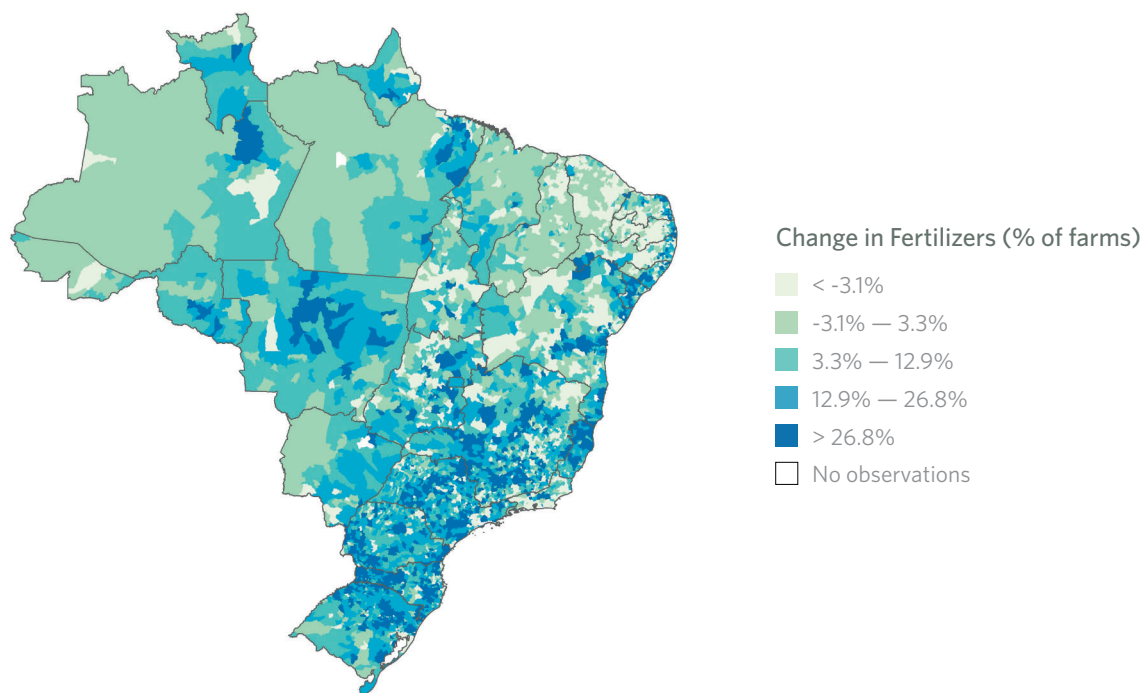 Change in Fertilizers (% of farms)
< -3.1%
-3.1% — 3.3%
3.3% — 12.9%
12.9% — 26.8%
> 26.8%
No observations